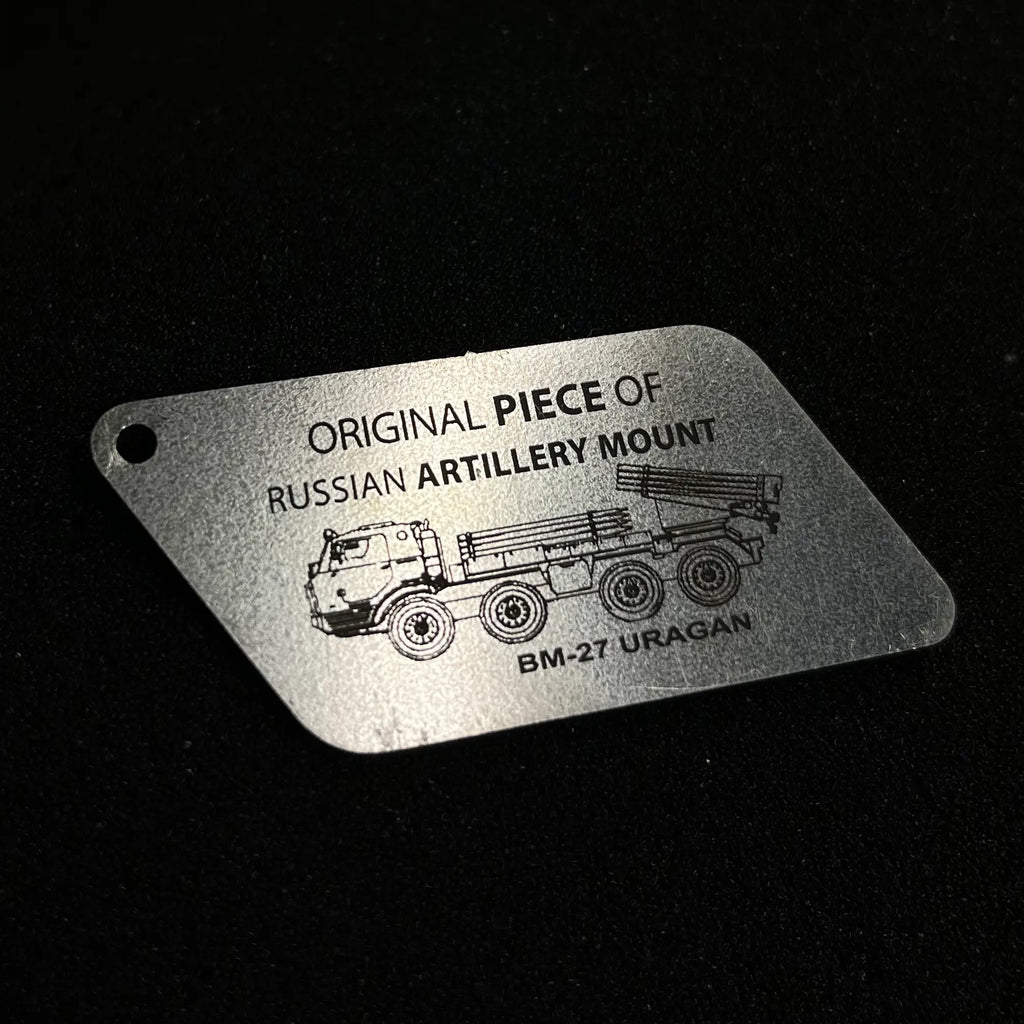 ORIGINAL PIECE OF
RUSSIAN ARTILLERY MOUNT
BM-27 URAGAN